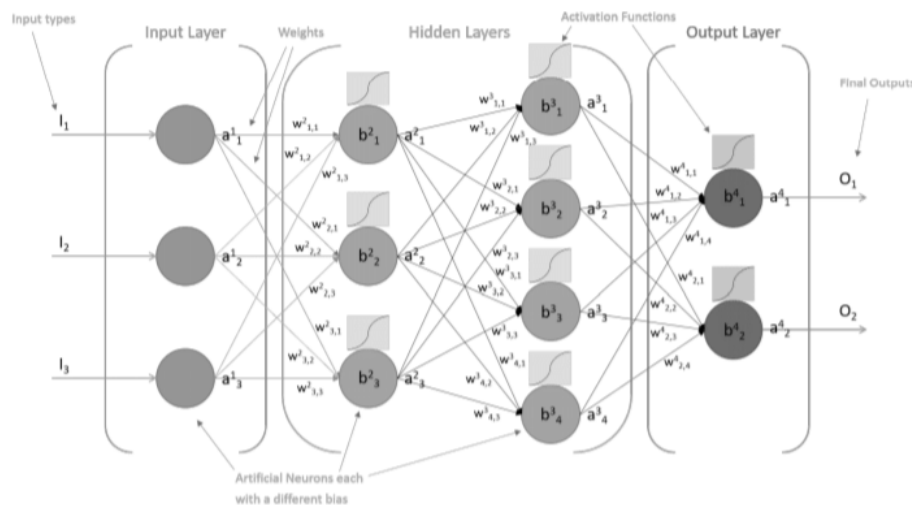 Input types
Input Layer
Weights
Hidden Layers
Activation Functions
Output Layer
Final Outputs
I₁
a¹₁
w²₁,₁
w²₁,₂
w²₁,₃
b²₁
a²₁
w³₁,₁
w³₁,₂
w³₁,₃
b³₁
a³₁
w⁴₁,₁
w⁴₁,₂
w⁴₁,₃
w⁴₁,₄
b⁴₁
a⁴₁
O₁
I₂
a¹₂
w²₂,₁
w²₂,₂
w²₂,₃
b²₂
a²₂
w³₂,₁
w³₂,₂
w³₂,₃
b³₂
a³₂
w³₃,₁
w³₃,₂
w³₃,₃
b³₃
a³₃
w⁴₂,₁
w⁴₂,₂
w⁴₂,₃
w⁴₂,₄
b⁴₂
a⁴₂
O₂
I₃
a¹₃
w²₃,₁
w²₃,₂
w²₃,₃
b²₃
a²₃
w³₄,₁
w³₄,₂
w³₄,₃
b³₄
a³₄
Artificial Neurons each
with a different bias